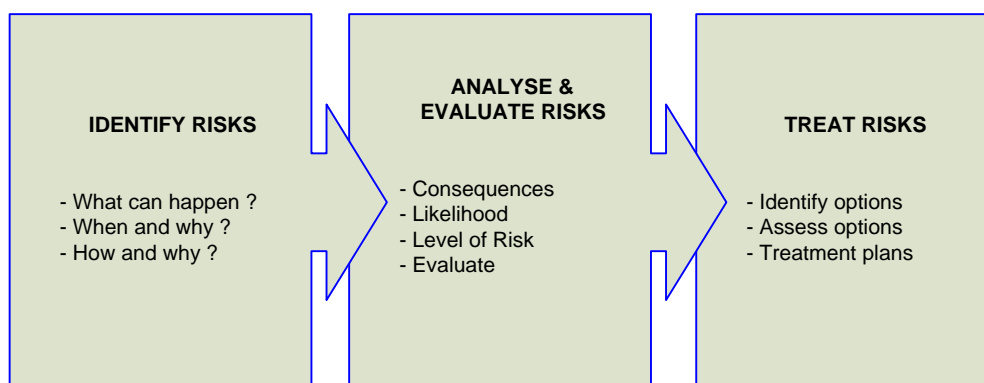 IDENTIFY RISKS
- What can happen ?
- When and why ?
- How and why ?
ANALYSE &
EVALUATE RISKS
- Consequences
- Likelihood
- Level of Risk
- Evaluate
TREAT RISKS
- Identify options
- Assess options
- Treatment plans